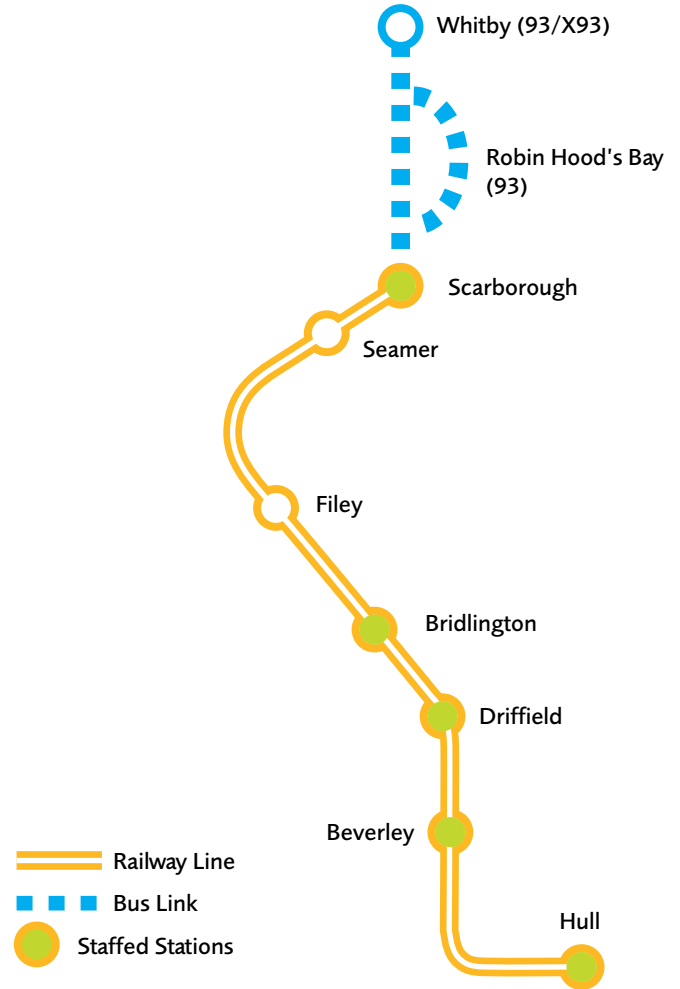 Whitby (93/X93)
Robin Hood's Bay
(93)
Scarborough
Seamer
Filey
Bridlington
Driffield
Beverley
Railway Line
Bus Link
Hull
Staffed Stations